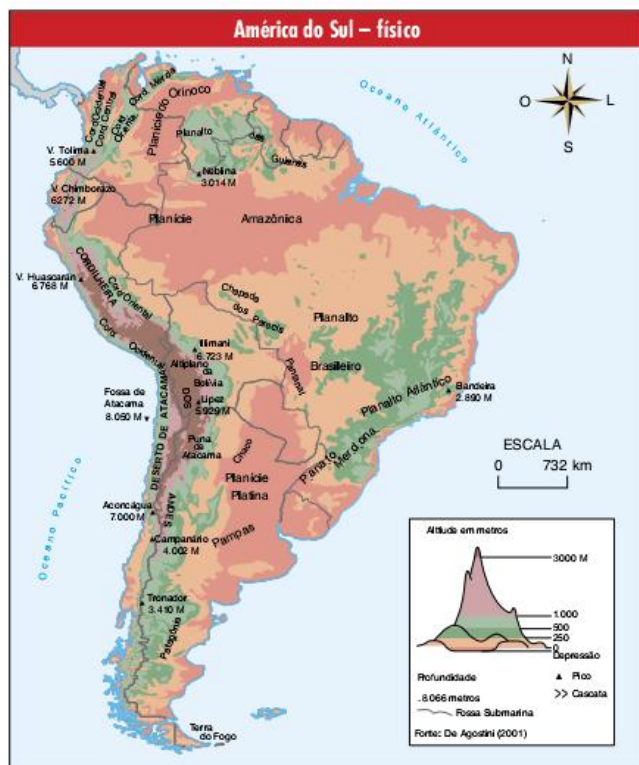 América do Sul – físico
N
O
L
S
Oceano Atlântico
Cord. Mérida
Cord Ocidental
Cord Central
Cord Oriental
Planície do Orinoco
Planalto
das
Guianas
V. Tolima
5.600 M
Neblina
3.014 M
V. Chimborazo
6272 M
Planície
Amazônica
CORDILHEIRA
DOS
ANDES
V. Huascarán
6.768 M
Cord Oriental
Cord. Ocidental
Chapada
dos Parecis
Planalto
Brasileiro
Illimani
6.723 M
Altiplano da
Bolívia
Pantanal
Planalto Atlântico
Bandeira
2.890 M
Fossa de
Atacama
8.050 M
Lipez
5.929 M
DESERTO DE ATACAMA
Puna de
Atacama
Chaco
Planalto
Meridional
ESCALA
0 732 km
Planície
Platina
Oceano Pacífico
Aconcágua
7.000 M
Pampas
Campanário
4.002 M
Tronador
3.410 M
Patagônia
Terra
do Fogo
Altitude em metros
3000 M
1.000
500
250
0
Depressão
Profundidade
Pico
.8.066 metros
Cascata
Fossa Submarina
Fonte: De Agostini (2001)